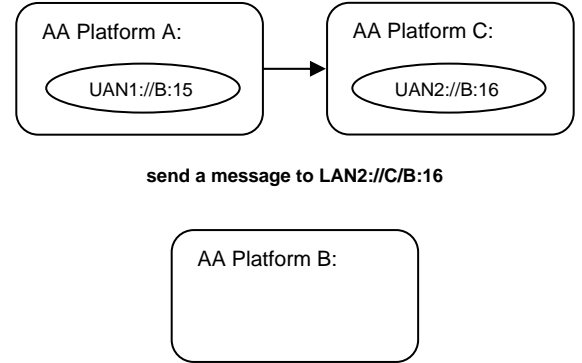 AA Platform A:
AA Platform C:
UAN1://B:15
UAN2://B:16
send a message to LAN2://C/B:16
AA Platform B: